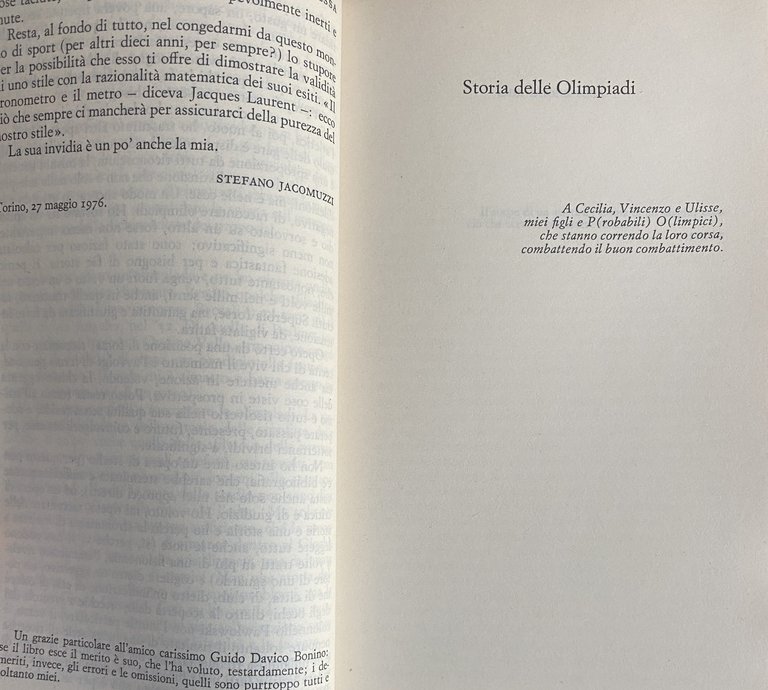 nute.
Resta, al fondo di tutto, nel congedarmi da questo mon-
o di sport (per altri dieci anni, per sempre?) lo stupore
er la possibilità che esso ti offre di dimostrare la validità
i uno stile con la razionalità matematica dei suoi esiti. «Il
ronometro e il metro – diceva Jacques Laurent –: ecco
iò che sempre ci mancherà per assicurarci della purezza del
ostro stile».
La sua invidia è un po' anche la mia.
STEFANO JACOMUZZI
Torino, 27 maggio 1976.
Un grazie particolare all'amico carissimo Guido Davico Bonino:
se il libro esce il merito è suo, che l'ha voluto, testardamente; i de-
meriti, invece, gli errori e le omissioni, quelli sono purtroppo tutti e
oltanto miei.
Storia delle Olimpiadi
A Cecilia, Vincenzo e Ulisse,
miei figli e P(robabili) O(limpici),
che stanno correndo la loro corsa,
combattendo il buon combattimento.